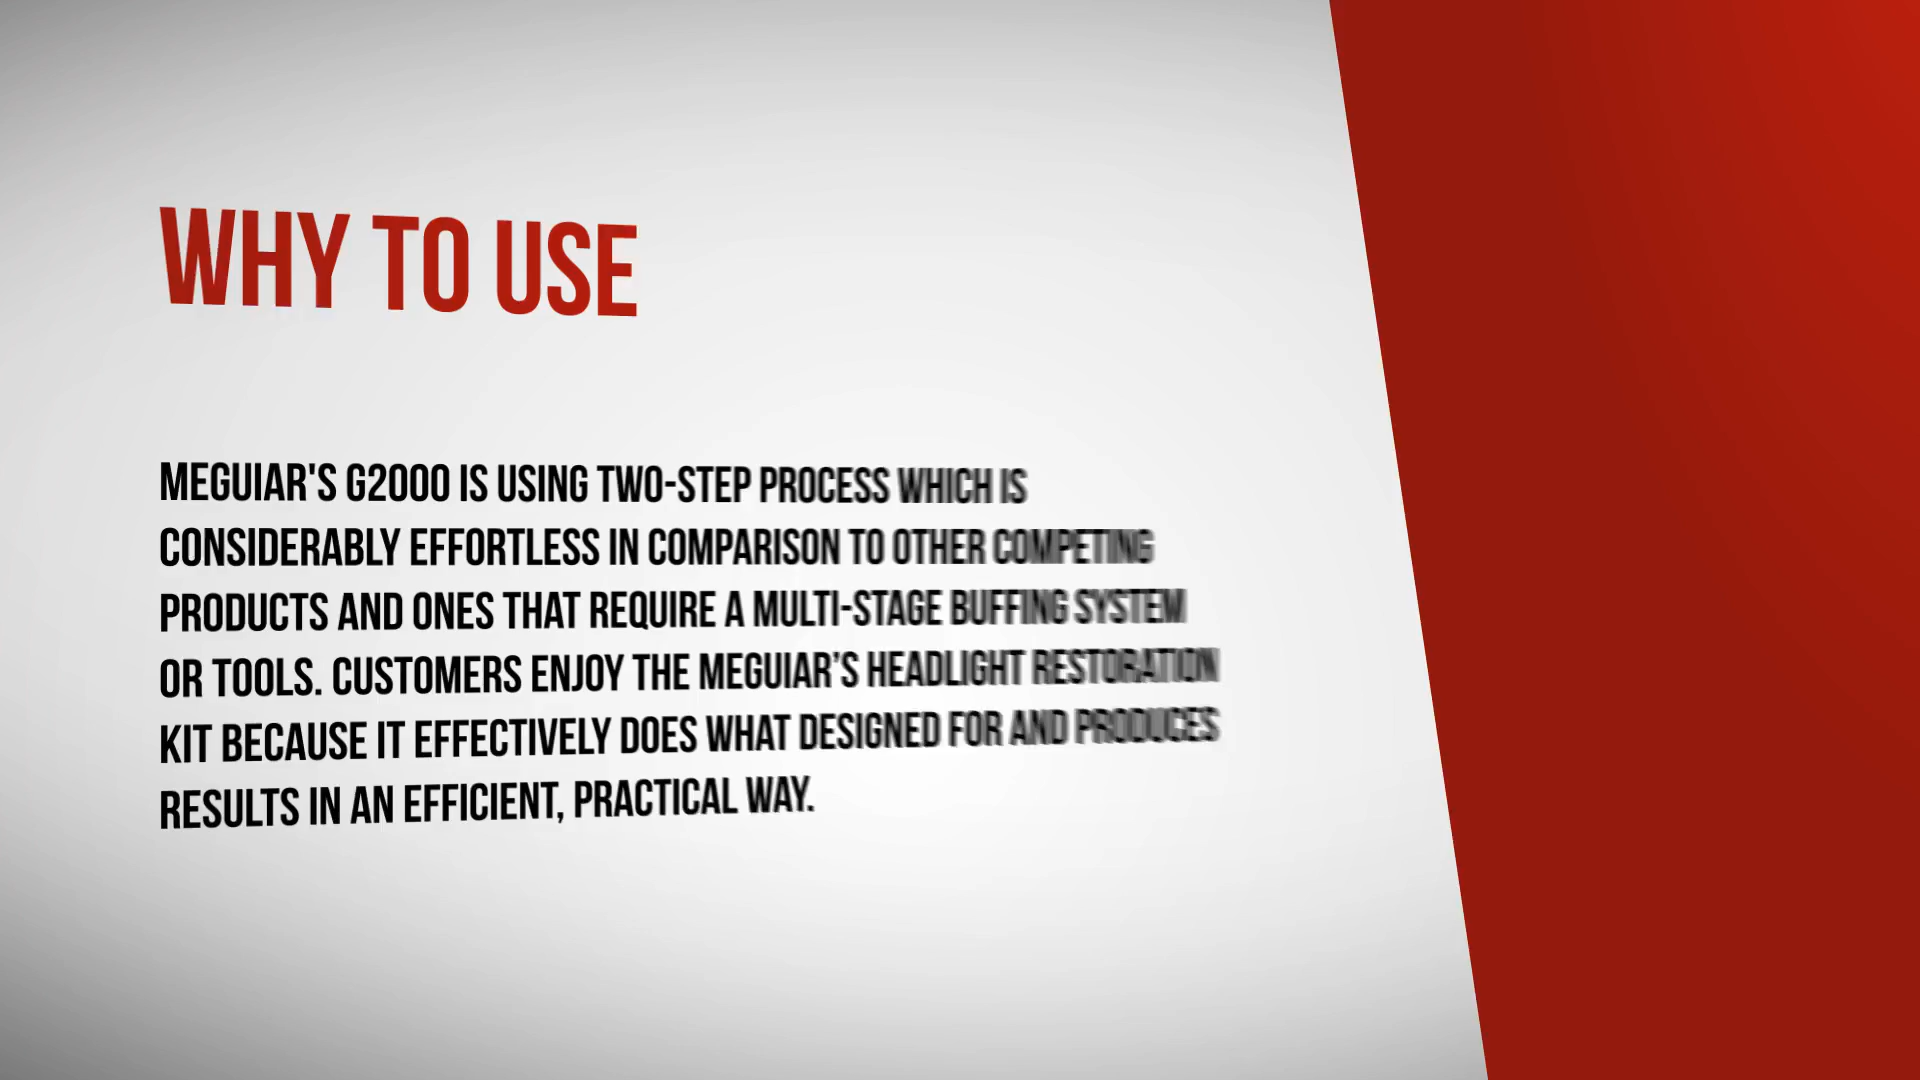 WHY TO USE
MEGUIAR'S G2000 IS USING TWO-STEP PROCESS WHICH IS
CONSIDERABLY EFFORTLESS IN COMPARISON TO OTHER COMPETING
PRODUCTS AND ONES THAT REQUIRE A MULTI-STAGE BUFFING SYSTEM
OR TOOLS. CUSTOMERS ENJOY THE MEGUIAR’S HEADLIGHT RESTORATION
KIT BECAUSE IT EFFECTIVELY DOES WHAT DESIGNED FOR AND PRODUCES
RESULTS IN AN EFFICIENT, PRACTICAL WAY.